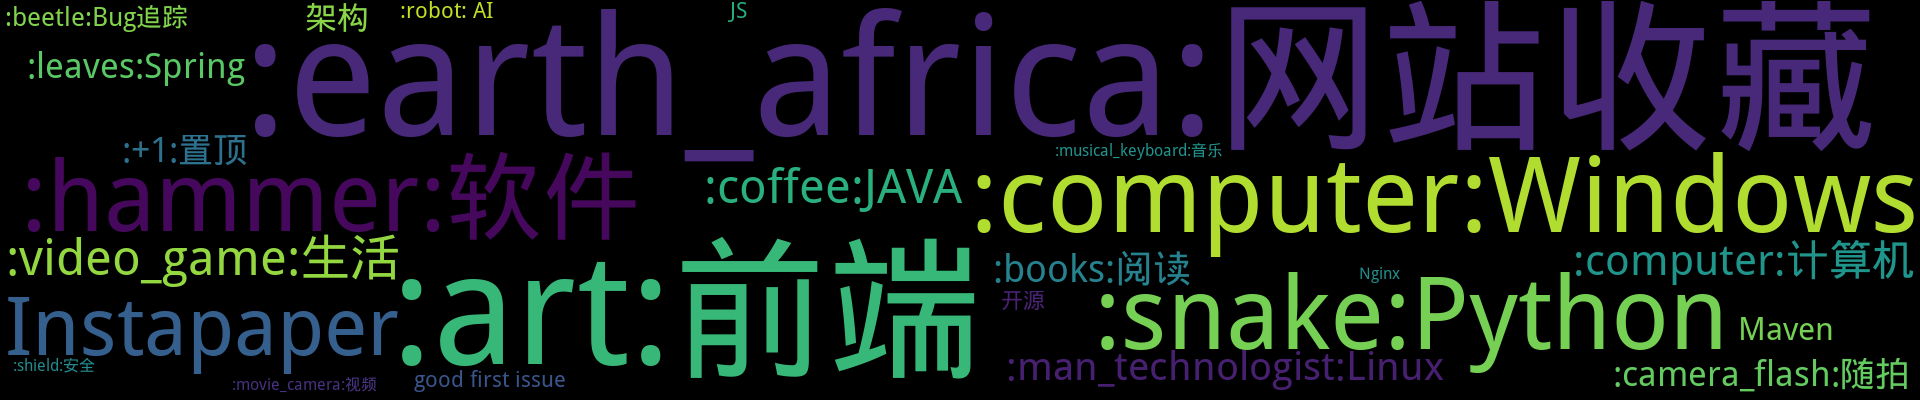 :beetle:Bug追踪
架构
:robot: AI
JS
:leaves:Spring
:earth_africa:网站收藏
:+1:置顶
:musical_keyboard:音乐
:hammer:软件
:coffee:JAVA
:computer:Windows
:video_game:生活
:art:前端
:books:阅读
:computer:计算机
Nginx
开源
Instapaper
:snake:Python
Maven
:shield:安全
:man_technologist:Linux
:movie_camera:视频
good first issue
:camera_flash:随拍